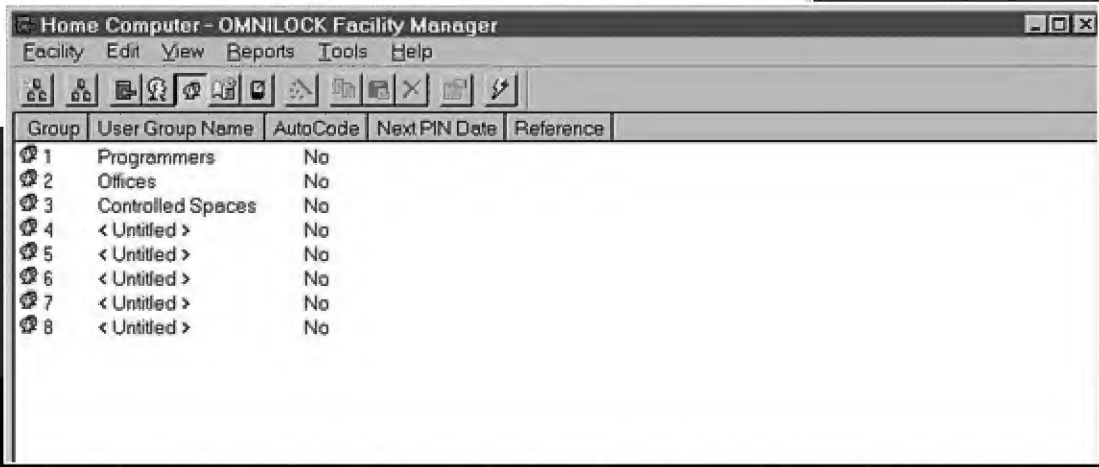 Home Computer - OMNILOCK Facility Manager
Facility Edit View Reports Tools Help
Group User Group Name AutoCode Next PIN Date Reference
1 Programmers No
2 Offices No
3 Controlled Spaces No
4 < Untitled > No
5 < Untitled > No
6 < Untitled > No
7 < Untitled > No
8 < Untitled > No